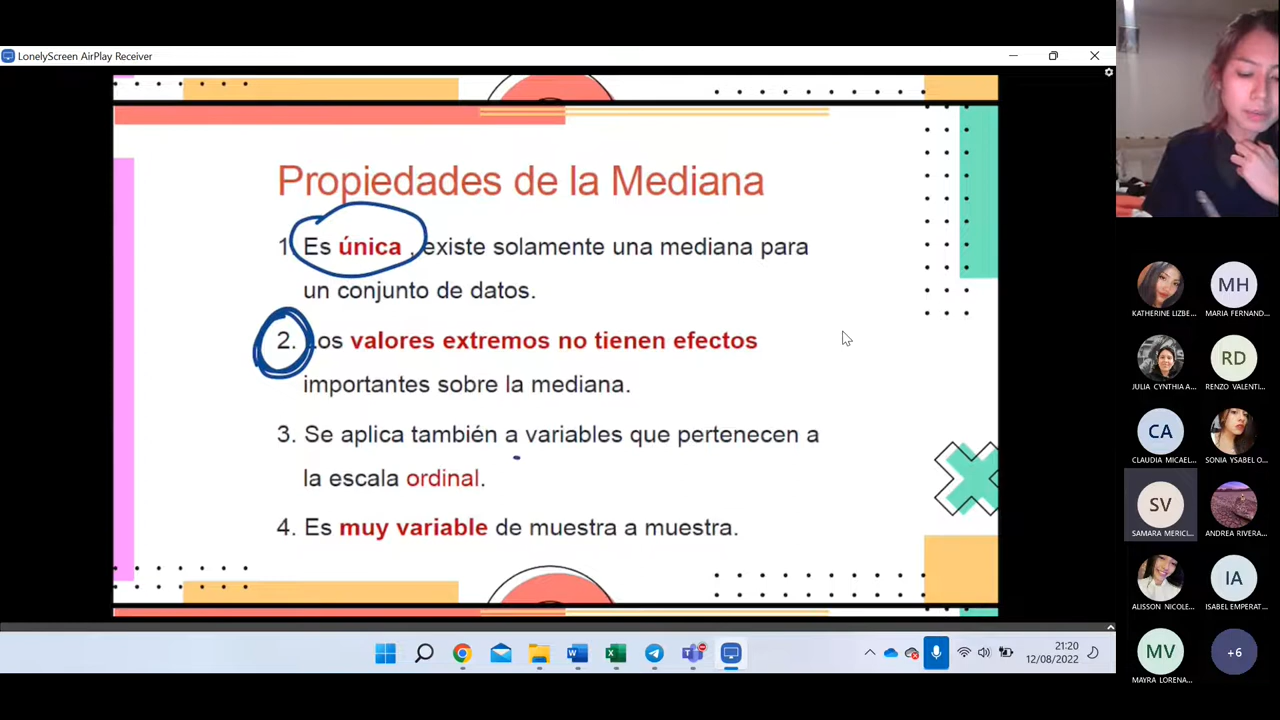 LonelyScreen AirPlay Receiver
Propiedades de la Mediana
1. Es única , existe solamente una mediana para
un conjunto de datos.
2. Los valores extremos no tienen efectos
importantes sobre la mediana.
3. Se aplica también a variables que pertenecen a
la escala ordinal.
4. Es muy variable de muestra a muestra.
KATHERINE LIZBE...
MH
MARIA FERNAND...
JULIA CYNTHIA A...
RD
RENZO VALENTI...
CA
CLAUDIA MICAEL...
SONIA YSABEL O...
SV
SAMARA MERICI...
ANDREA RIVERA...
ALISSON NICOLE...
IA
ISABEL EMPERAT...
MV
MAYRA LORENA...
+6
21:20
12/08/2022